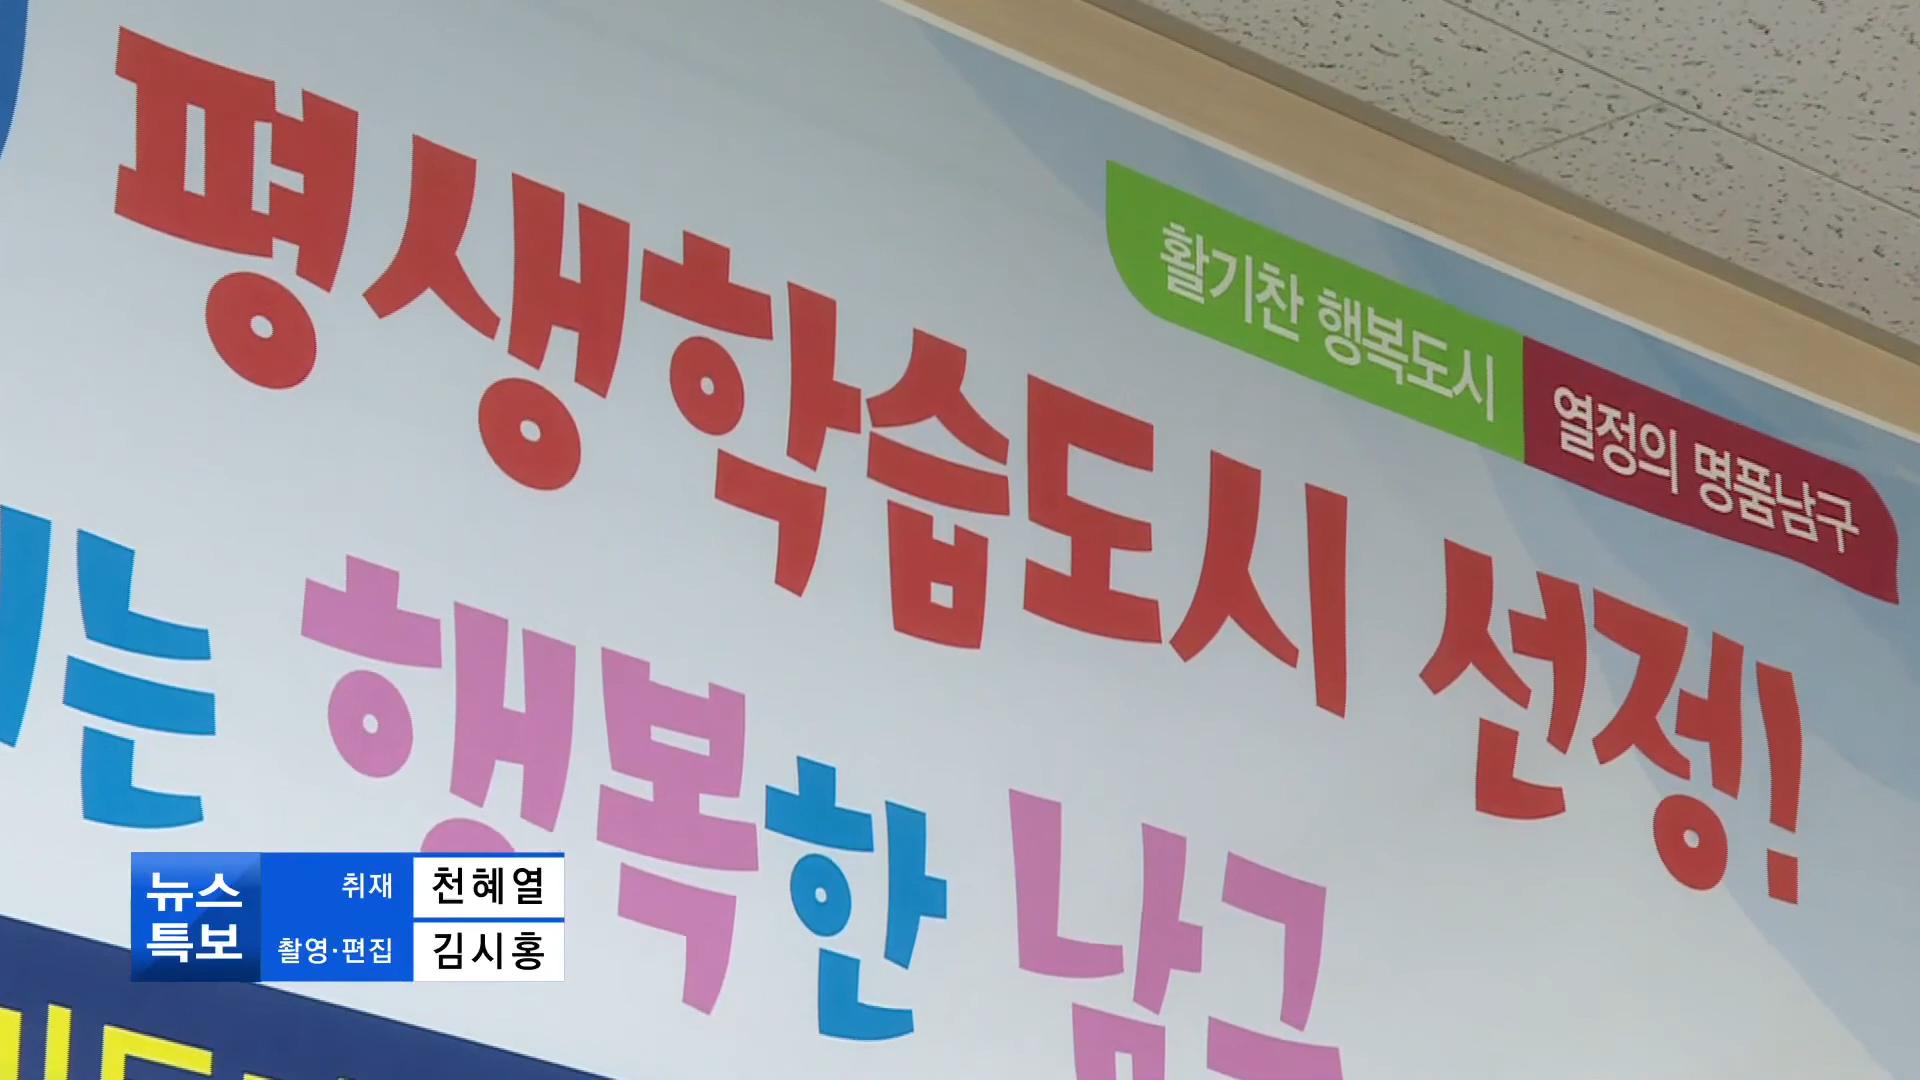 평생학습도시 선정!
활기찬 행복도시 열정의 명품남구
는 행복한 남구
뉴스특보
취재 천혜열
촬영·편집 김시홍